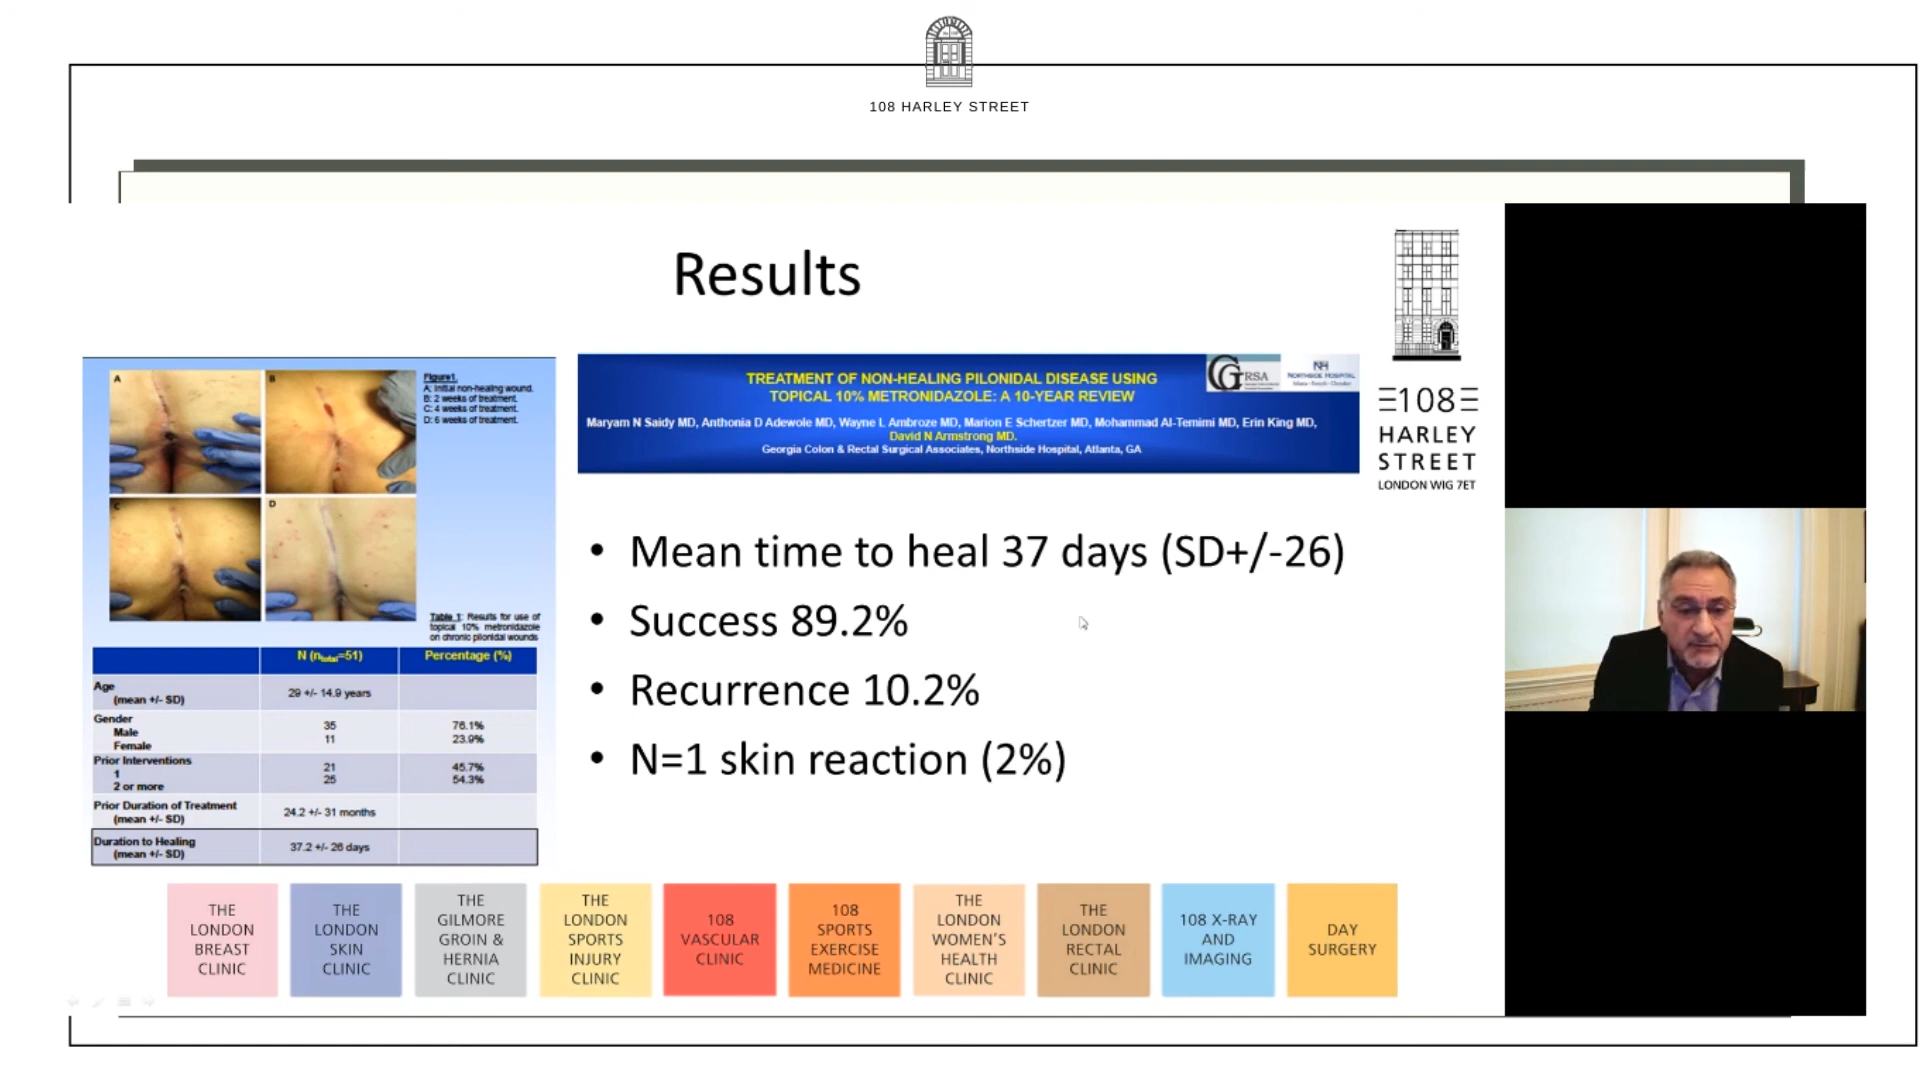 108 HARLEY STREET
Results
A
B
C
D
Figure1.
A: Initial non-healing wound.
B: 2 weeks of treatment.
C: 4 weeks of treatment.
D: 6 weeks of treatment.
Table 1: Results for use of
topical 10% metronidazole
on chronic pilonidal wounds
N (ntotal=51) Percentage (%)
Age
(mean +/- SD) 29 +/- 14.9 years
Gender
Male 35 76.1%
Female 11 23.9%
Prior Interventions
1 21 45.7%
2 or more 25 54.3%
Prior Duration of Treatment
(mean +/- SD) 24.2 +/- 31 months
Duration to Healing
(mean +/- SD) 37.2 +/- 26 days
TREATMENT OF NON-HEALING PILONIDAL DISEASE USING
TOPICAL 10% METRONIDAZOLE: A 10-YEAR REVIEW
Maryam N Saidy MD, Anthonia D Adewole MD, Wayne L Ambroze MD, Marion E Schertzer MD, Mohammad Al-Temimi MD, Erin King MD,
David N Armstrong MD.
Georgia Colon & Rectal Surgical Associates, Northside Hospital, Atlanta, GA
GCRSA
NH
NORTHSIDE HOSPITAL
108
HARLEY
STREET
LONDON W1G 7ET
• Mean time to heal 37 days (SD+/-26)
• Success 89.2%
• Recurrence 10.2%
• N=1 skin reaction (2%)
THE
LONDON
BREAST
CLINIC
THE
LONDON
SKIN
CLINIC
THE
GILMORE
GROIN &
HERNIA
CLINIC
THE
LONDON
SPORTS
INJURY
CLINIC
108
VASCULAR
CLINIC
108
SPORTS
EXERCISE
MEDICINE
THE
LONDON
WOMEN'S
HEALTH
CLINIC
THE
LONDON
RECTAL
CLINIC
108 X-RAY
AND
IMAGING
DAY
SURGERY